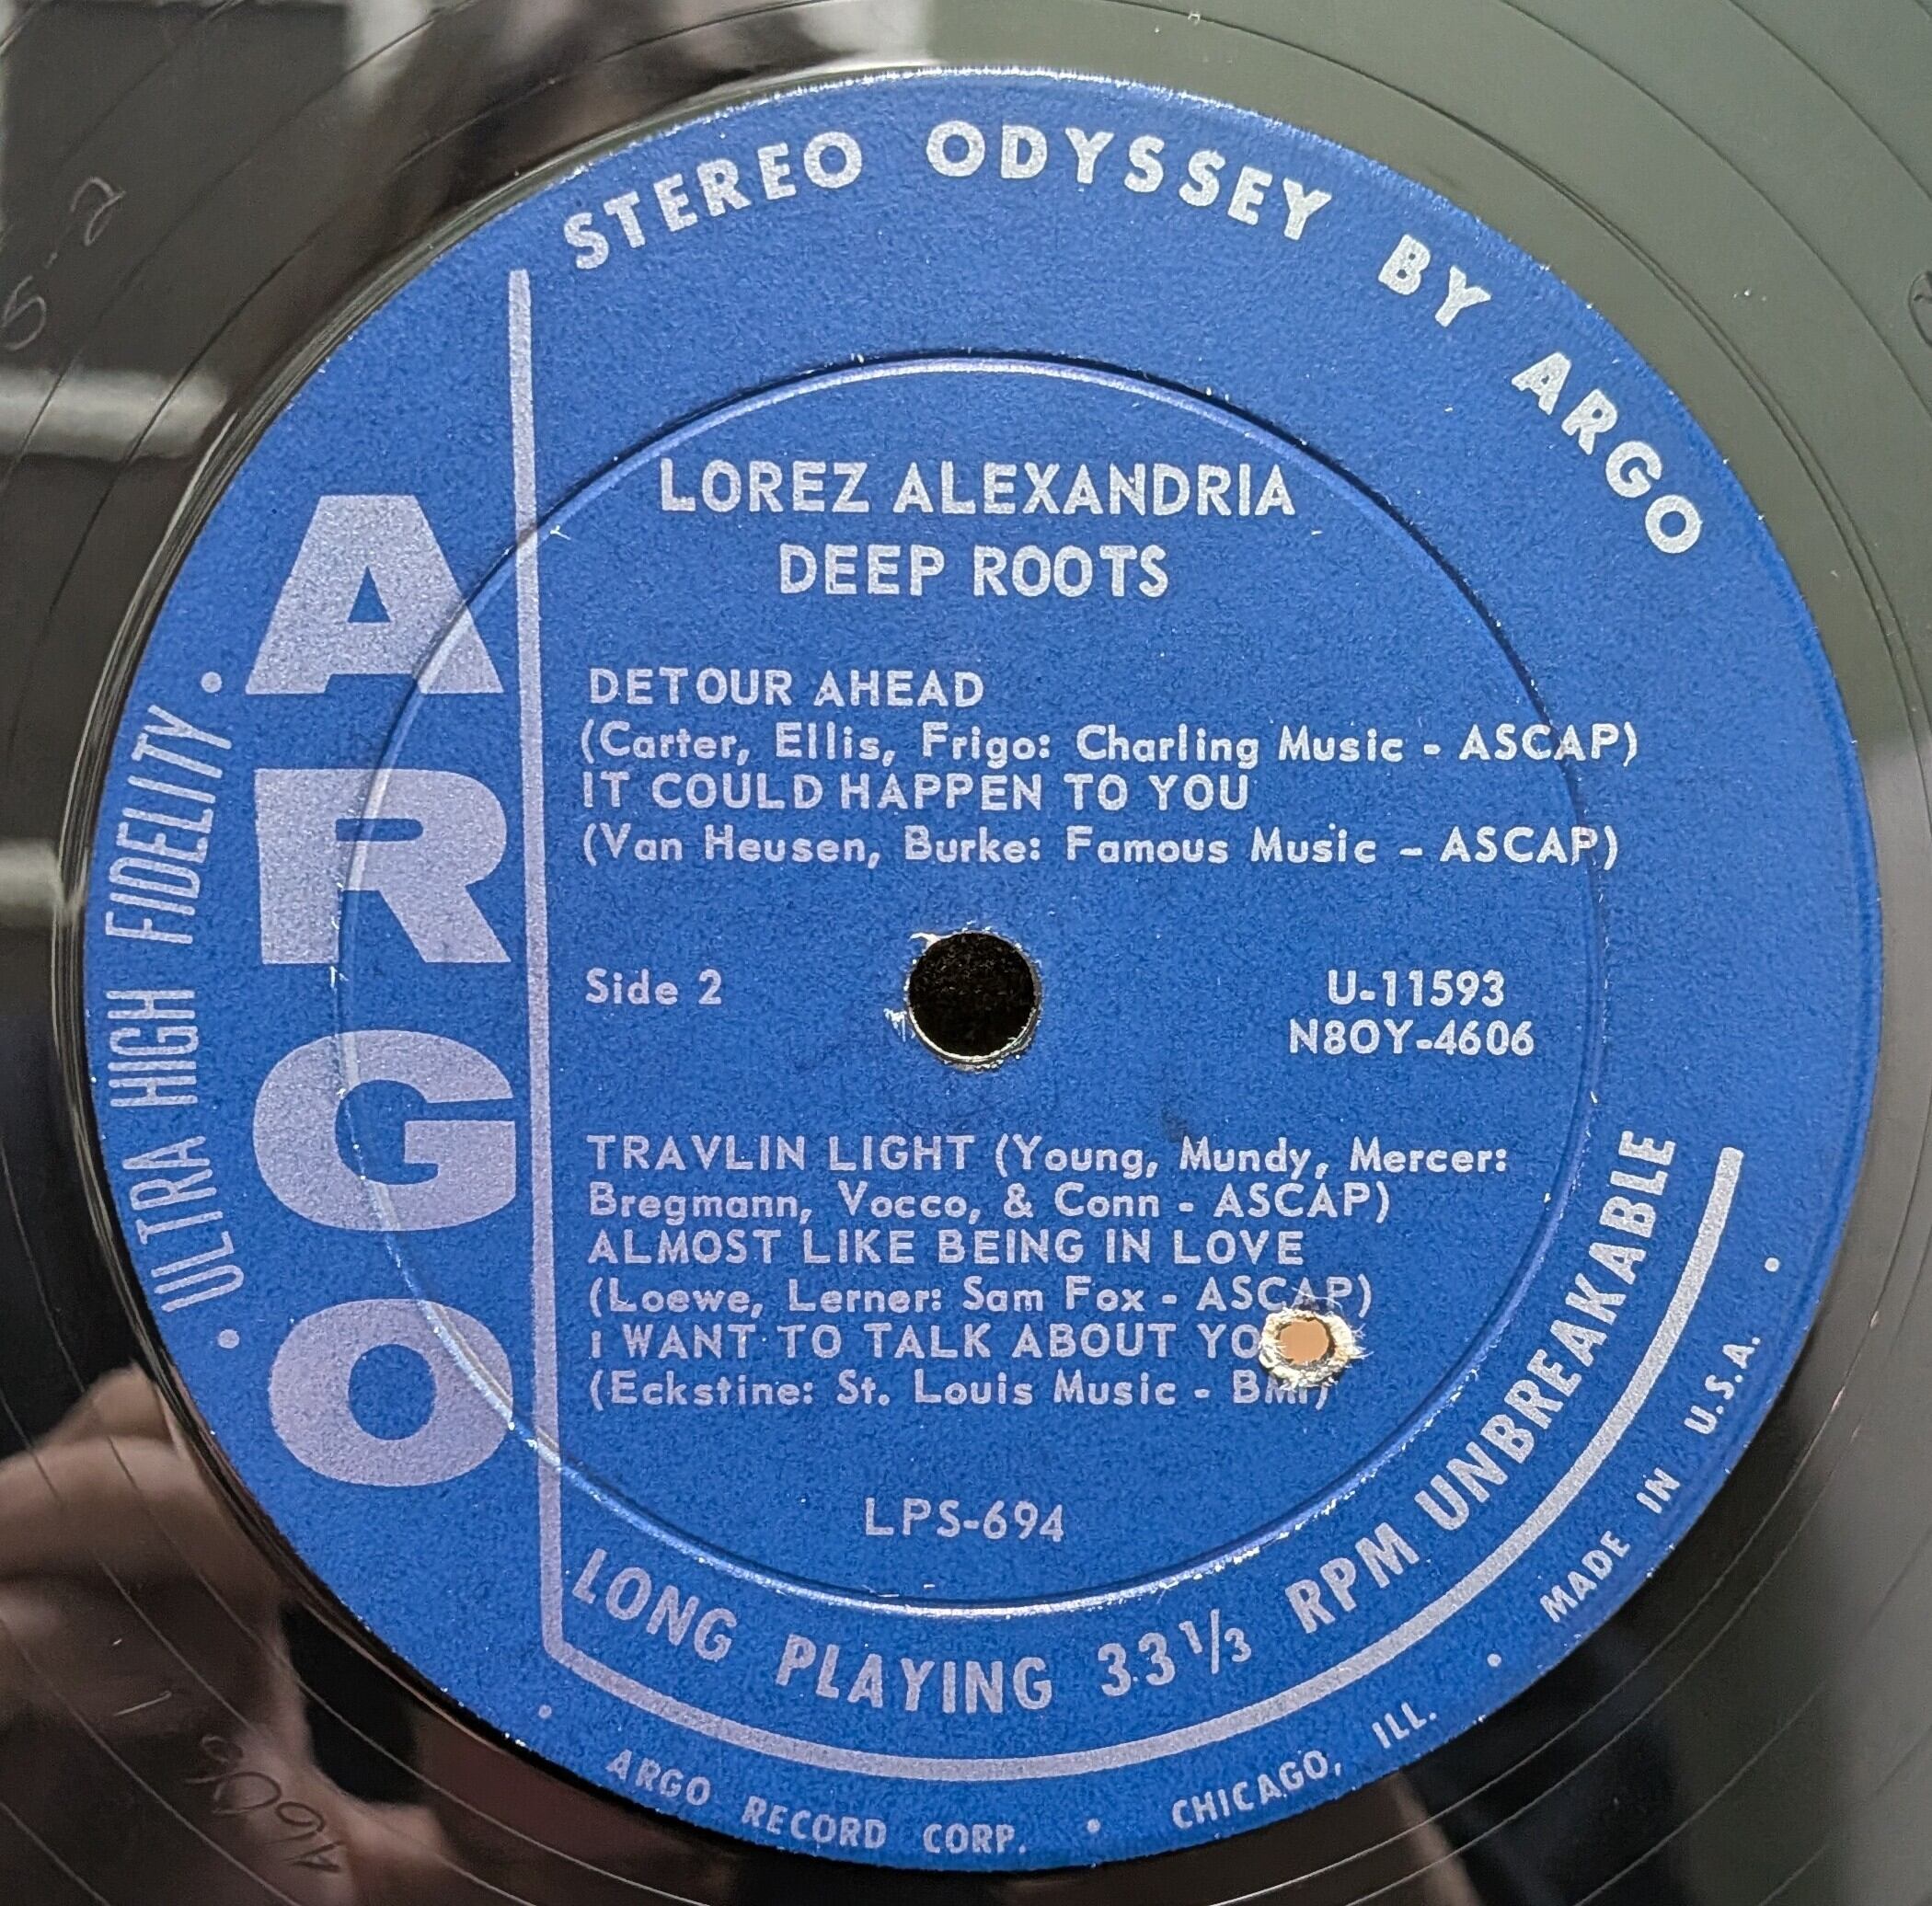 STEREO ODYSSEY BY ARGO
ARGO
• ULTRA HIGH FIDELITY •
LOREZ ALEXANDRIA
DEEP ROOTS
DETOUR AHEAD
(Carter, Ellis, Frigo: Charling Music - ASCAP)
IT COULD HAPPEN TO YOU
(Van Heusen, Burke: Famous Music - ASCAP)
Side 2
U-11593
N8OY-4606
TRAVLIN LIGHT (Young, Mundy, Mercer:
Bregmann, Vocco, & Conn - ASCAP)
ALMOST LIKE BEING IN LOVE
(Loewe, Lerner: Sam Fox - ASCAP)
I WANT TO TALK ABOUT
(Eckstine: St. Louis Music - BMI)
LPS-694
LONG PLAYING 33 1/3 RPM UNBREAKABLE
• ARGO RECORD CORP. • CHICAGO, ILL. • MADE IN U.S.A. •